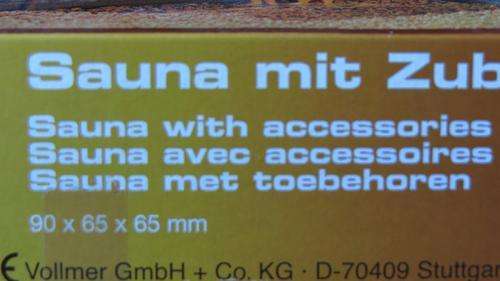 Sauna mit Zub
Sauna with accessories
Sauna avec accessoires
Sauna met toebehoren
90 x 65 x 65 mm
CE Vollmer GmbH + Co. KG · D-70409 Stuttgar